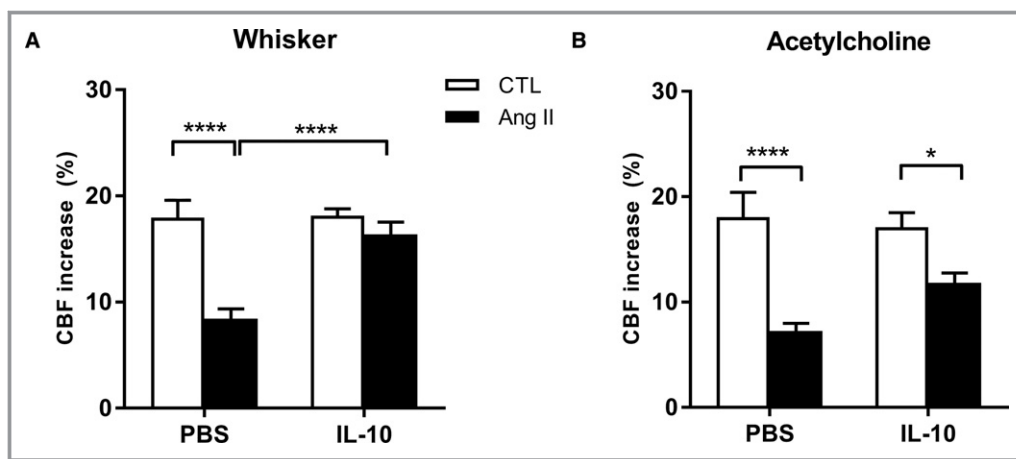 A
Whisker
CTL
Ang II
CBF increase (%)
30
20
10
0
****
****
PBS
IL-10
B
Acetylcholine
CBF increase (%)
30
20
10
0
****
*
PBS
IL-10